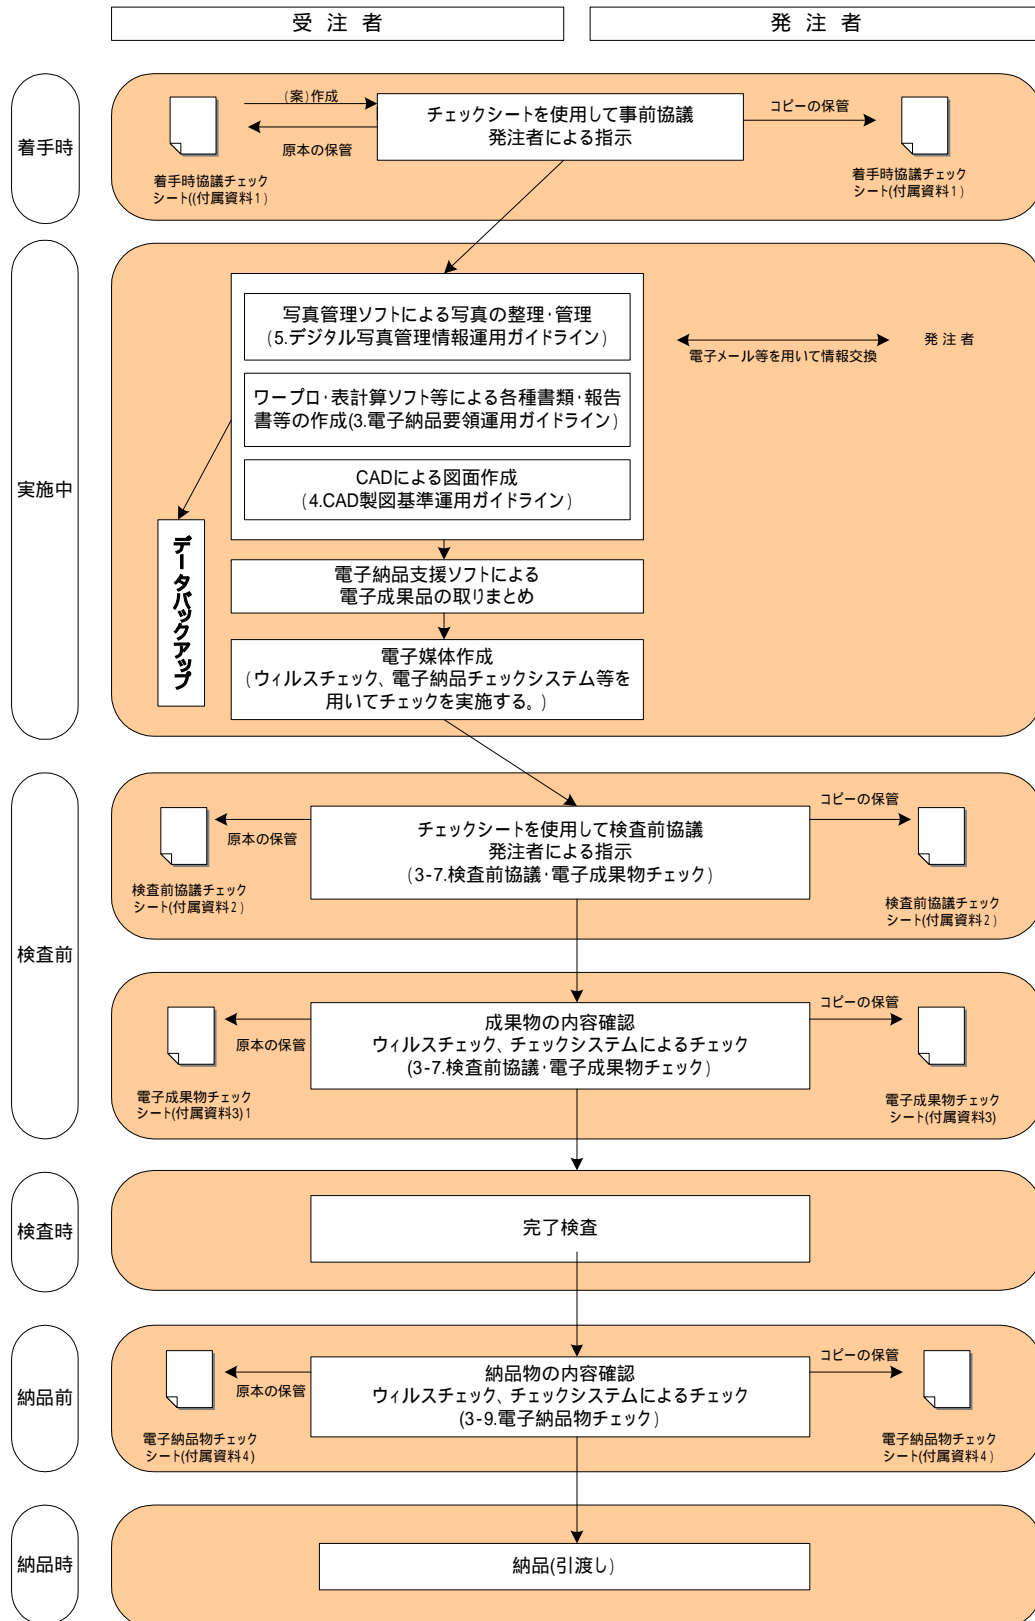 受 注 者
発 注 者
着手時
(案)作成
原本の保管
チェックシートを使用して事前協議
発注者による指示
コピーの保管
着手時協議チェック
シート((付属資料1)
着手時協議チェック
シート(付属資料1)
実施中
写真管理ソフトによる写真の整理・管理
(5.デジタル写真管理情報運用ガイドライン)
ワープロ・表計算ソフト等による各種書類・報告
書等の作成(3.電子納品要領運用ガイドライン)
CADによる図面作成
(4.CAD製図基準運用ガイドライン)
電子メール等を用いて情報交換
発 注 者
データバックアップ
電子納品支援ソフトによる
電子成果品の取りまとめ
電子媒体作成
(ウィルスチェック、電子納品チェックシステム等を
用いてチェックを実施する。)
検査前
原本の保管
チェックシートを使用して検査前協議
発注者による指示
(3-7.検査前協議・電子成果物チェック)
コピーの保管
検査前協議チェック
シート(付属資料2)
検査前協議チェック
シート(付属資料2)
原本の保管
成果物の内容確認
ウィルスチェック、チェックシステムによるチェック
(3-7.検査前協議・電子成果物チェック)
コピーの保管
電子成果物チェック
シート(付属資料3)1
電子成果物チェック
シート(付属資料3)
検査時
完了検査
納品前
原本の保管
納品物の内容確認
ウィルスチェック、チェックシステムによるチェック
(3-9.電子納品物チェック)
コピーの保管
電子納品物チェック
シート(付属資料4)
電子納品物チェック
シート(付属資料4)
納品時
納品(引渡し)